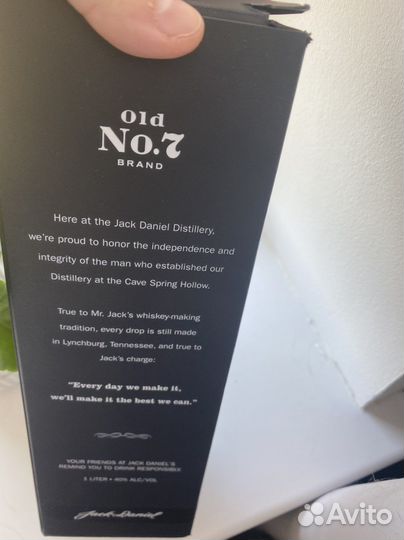 Old
No.7
BRAND
Here at the Jack Daniel Distillery,
we're proud to honor the independence and
integrity of the man who established our
Distillery at the Cave Spring Hollow.
True to Mr. Jack's whiskey-making
tradition, every drop is still made
in Lynchburg, Tennessee, and true to
Jack's charge:
"Every day we make it,
we'll make it the best we can."
YOUR FRIENDS AT JACK DANIEL'S
REMIND YOU TO DRINK RESPONSIBLY.
1 LITER • 40% ALC/VOL
Jack Daniel
Avito